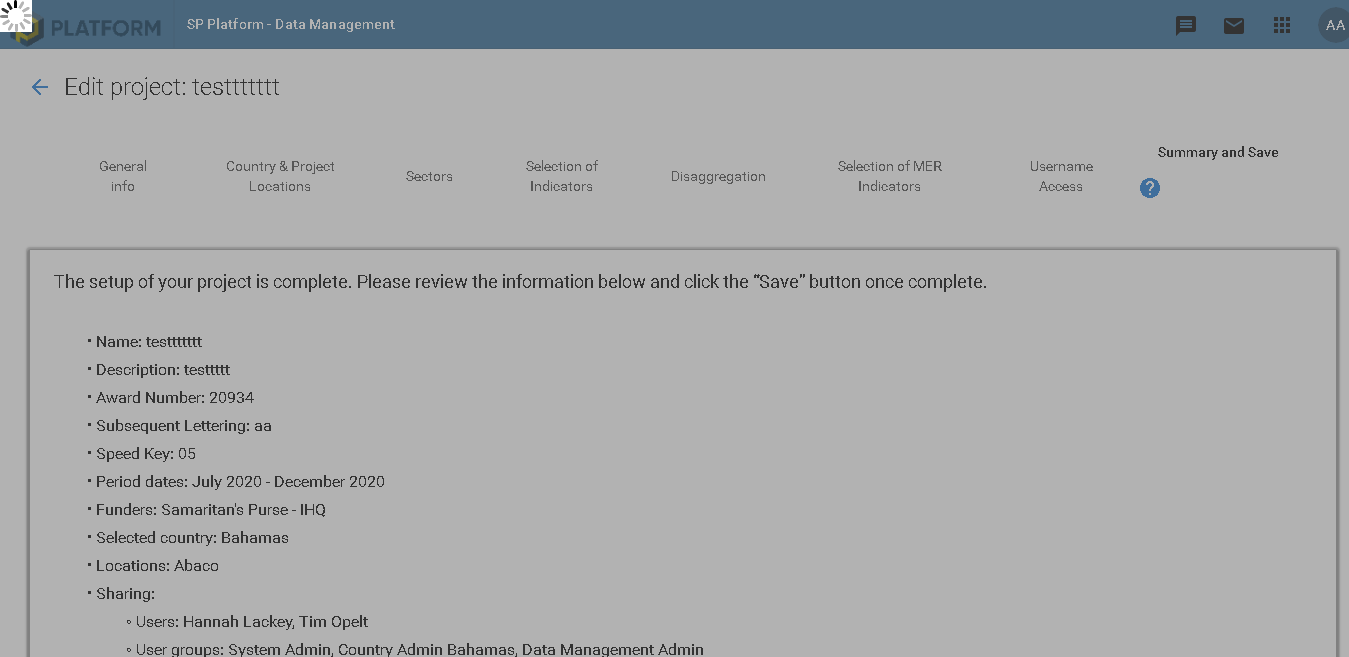 PLATFORM
SP Platform - Data Management
AA
Edit project: testtttttt
General info
Country & Project Locations
Sectors
Selection of Indicators
Disaggregation
Selection of MER Indicators
Username Access
Summary and Save
?
The setup of your project is complete. Please review the information below and click the “Save” button once complete.
• Name: testtttttt
• Description: testtttt
• Award Number: 20934
• Subsequent Lettering: aa
• Speed Key: 05
• Period dates: July 2020 - December 2020
• Funders: Samaritan's Purse - IHQ
• Selected country: Bahamas
• Locations: Abaco
• Sharing:
◦ Users: Hannah Lackey, Tim Opelt
◦ User groups: System Admin, Country Admin Bahamas, Data Management Admin